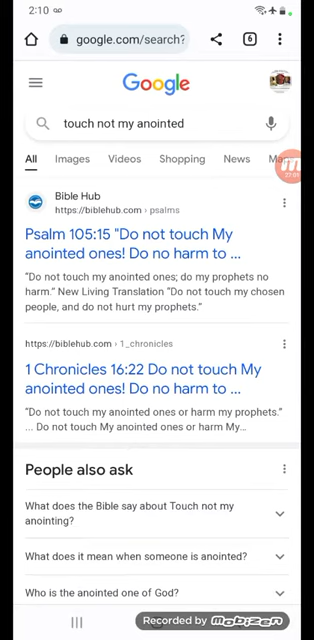 2:10
google.com/search?
6
Google
touch not my anointed
All Images Videos Shopping News
Bible Hub
https://biblehub.com › psalms
Psalm 105:15 "Do not touch My
anointed ones! Do no harm to ...
“Do not touch my anointed ones; do my prophets no
harm.” New Living Translation “Do not touch my chosen
people, and do not hurt my prophets.”
https://biblehub.com › 1_chronicles
1 Chronicles 16:22 Do not touch My
anointed ones! Do no harm to ...
“Do not touch my anointed ones or harm my prophets.”
... Do not touch My anointed ones or harm My...
People also ask
What does the Bible say about Touch not my
anointing?
What does it mean when someone is anointed?
Who is the anointed one of God?
Recorded by Mobizen